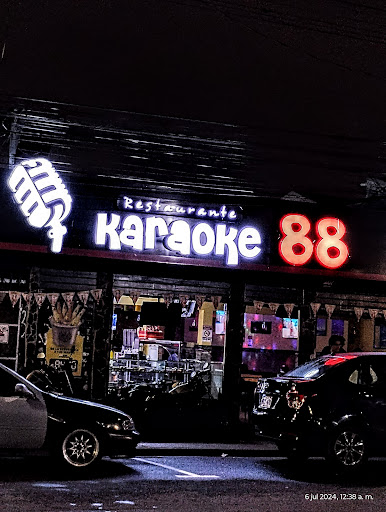 Restaurante
Karaoke 88
6 jul 2024, 12:38 a. m.